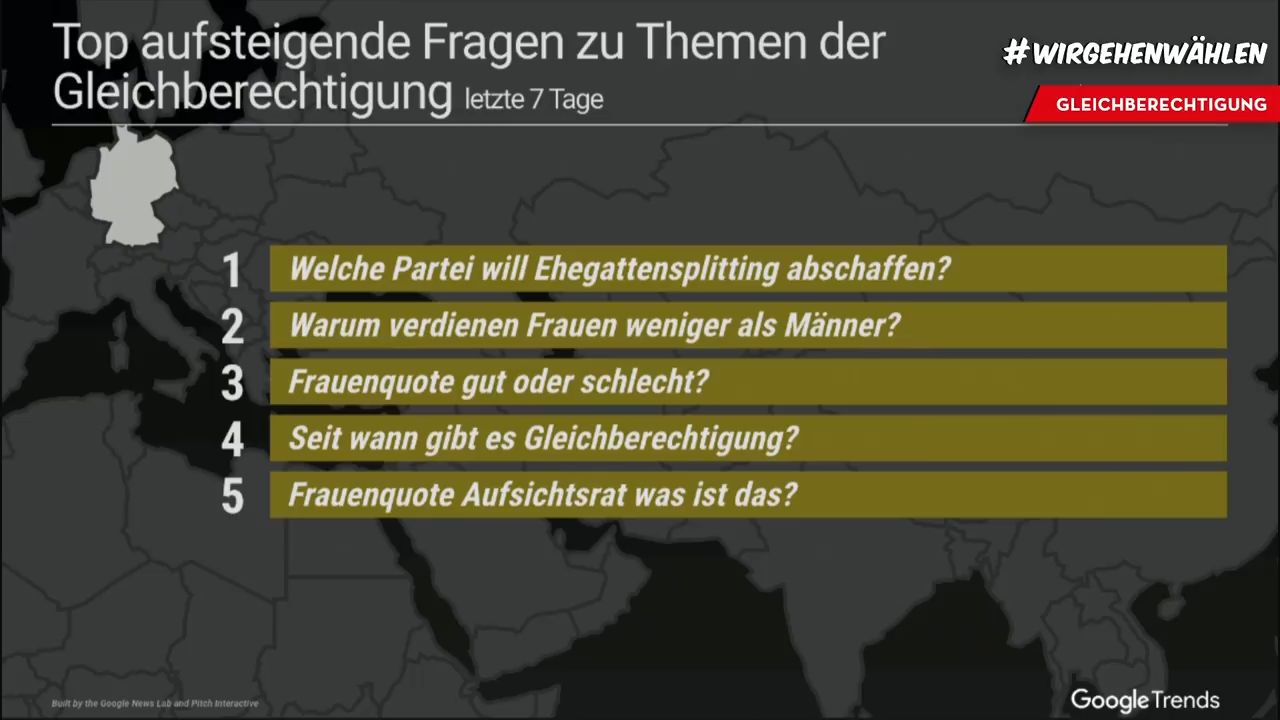 Top aufsteigende Fragen zu Themen der
Gleichberechtigung letzte 7 Tage
#WIRGEHENWÄHLEN
GLEICHBERECHTIGUNG
1 Welche Partei will Ehegattensplitting abschaffen?
2 Warum verdienen Frauen weniger als Männer?
3 Frauenquote gut oder schlecht?
4 Seit wann gibt es Gleichberechtigung?
5 Frauenquote Aufsichtsrat was ist das?
Built by the Google News Lab and Pitch Interactive
GoogleTrends